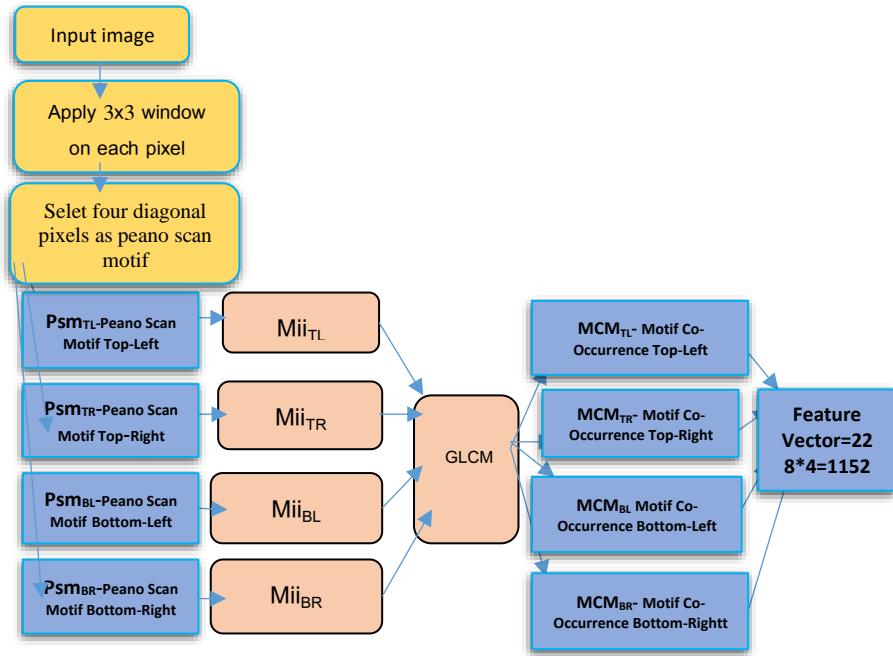 Input image
Apply 3x3 window
on each pixel
Selet four diagonal
pixels as peano scan
motif
PsmTL-Peano Scan
Motif Top-Left
MiiTL
PsmTR-Peano Scan
Motif Top-Right
MiiTR
PsmBL-Peano Scan
Motif Bottom-Left
MiiBL
PsmBR-Peano Scan
Motif Bottom-Right
MiiBR
GLCM
MCMTL- Motif Co-
Occurrence Top-Left
MCMTR- Motif Co-
Occurrence Top-Right
MCMBL Motif Co-
Occurrence Bottom-Left
MCMBR- Motif Co-
Occurrence Bottom-Rightt
Feature
Vector=22
8*4=1152